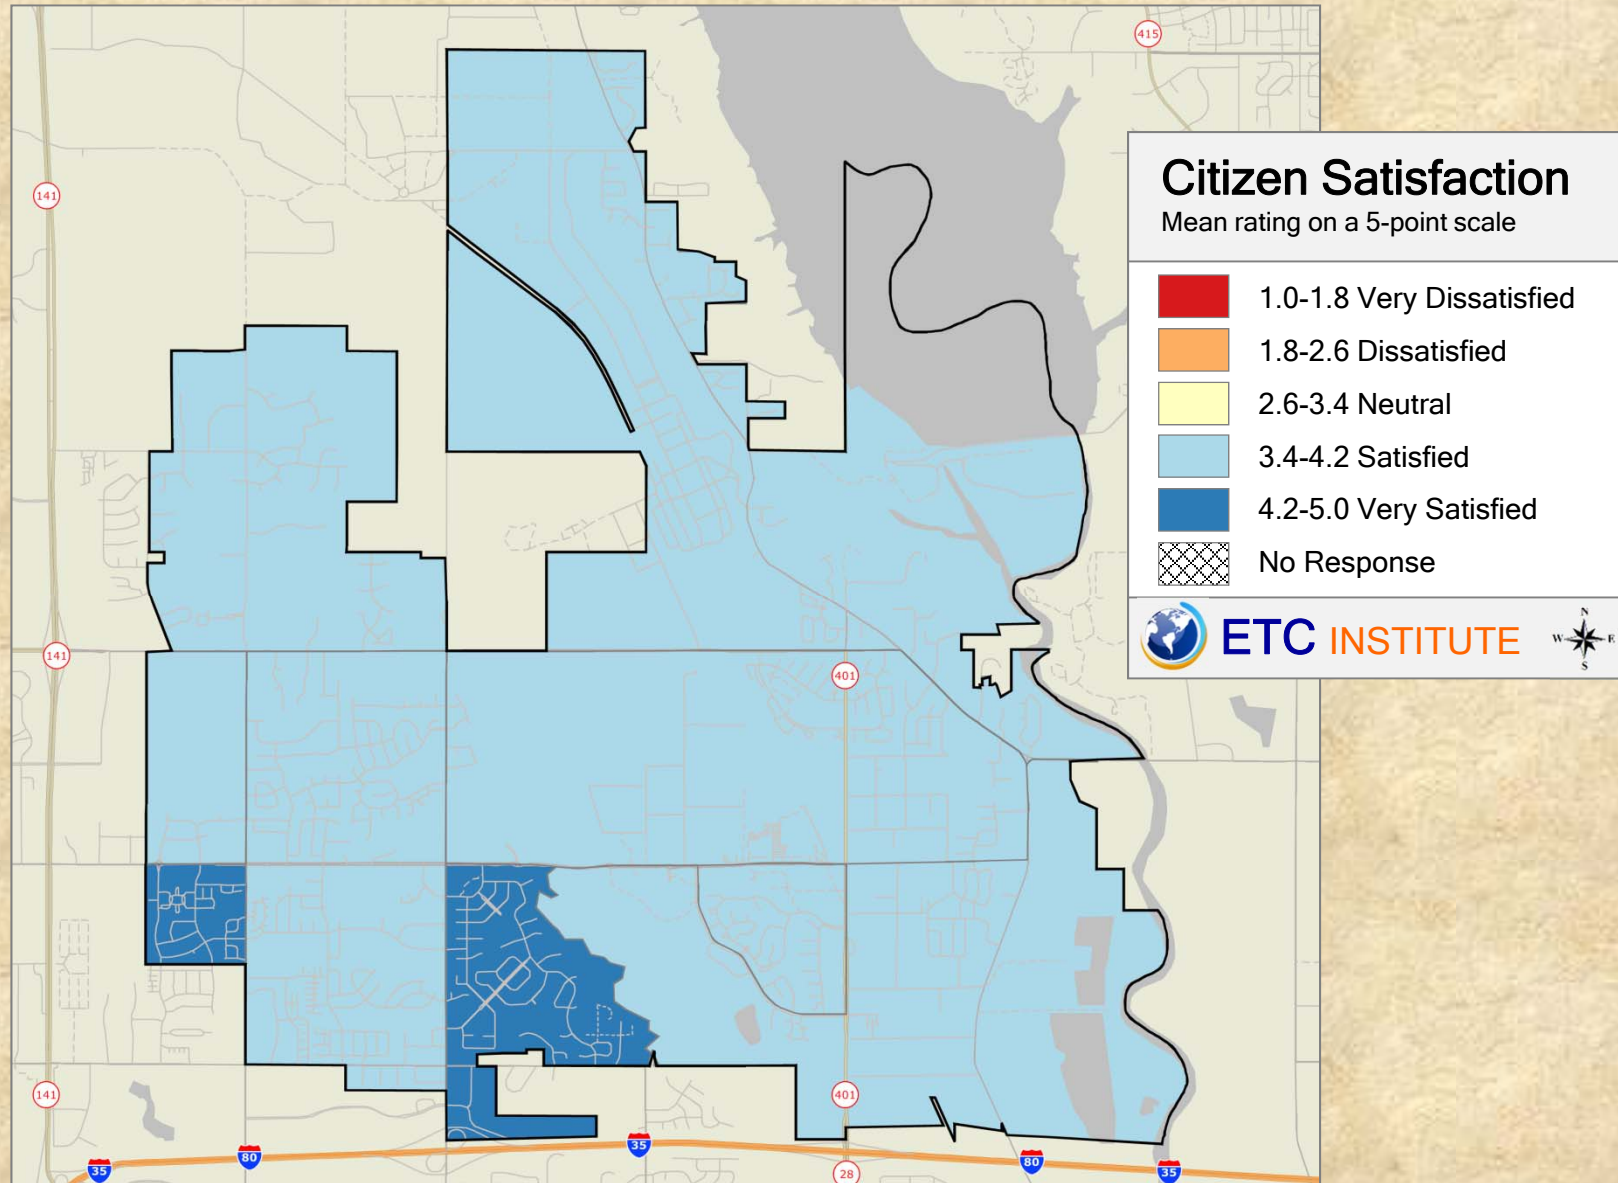 415
141
Citizen Satisfaction
Mean rating on a 5-point scale
1.0-1.8 Very Dissatisfied
1.8-2.6 Dissatisfied
2.6-3.4 Neutral
3.4-4.2 Satisfied
4.2-5.0 Very Satisfied
No Response
ETC INSTITUTE
N
W E
S
141
401
141
401
35
80
35
80
35
28